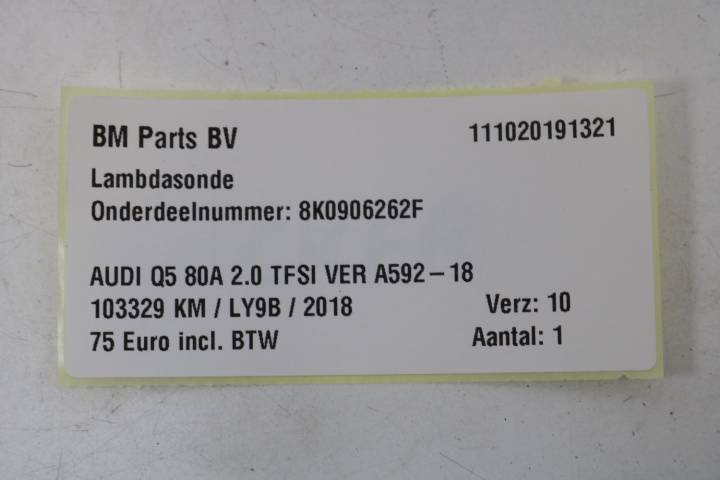 BM Parts BV 111020191321
Lambdasonde
Onderdeelnummer: 8K0906262F
AUDI Q5 80A 2.0 TFSI VER A592-18
103329 KM / LY9B / 2018 Verz: 10
75 Euro incl. BTW Aantal: 1